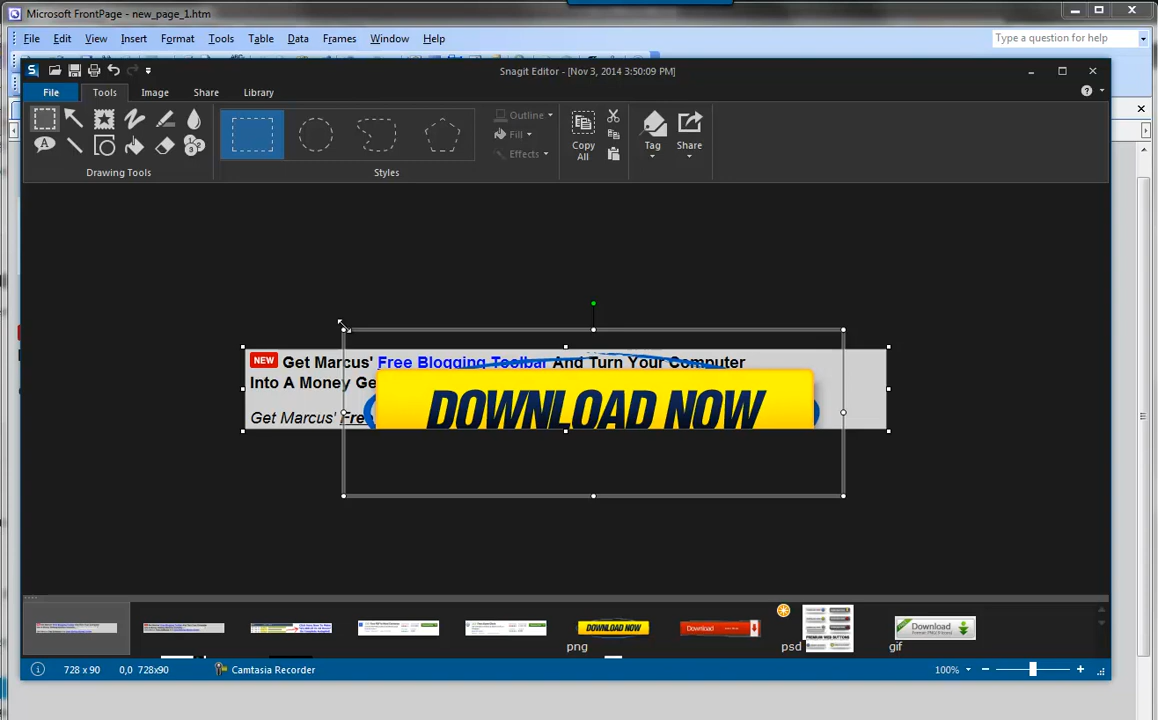 Microsoft FrontPage - new_page_1.htm
File Edit View Insert Format Tools Table Data Frames Window Help
Type a question for help
Snagit Editor - [Nov 3, 2014 3:50:09 PM]
File Tools Image Share Library
Outline
Fill
Effects
Copy All
Tag
Share
Drawing Tools
Styles
NEW Get Marcus' Free Blogging Toolbar And Turn Your Computer
Into A Money Ge
Get Marcus' Free
DOWNLOAD NOW
DOWNLOAD NOW
Download
Download
png
psd
gif
728 x 90
0,0 728x90
Camtasia Recorder
100%